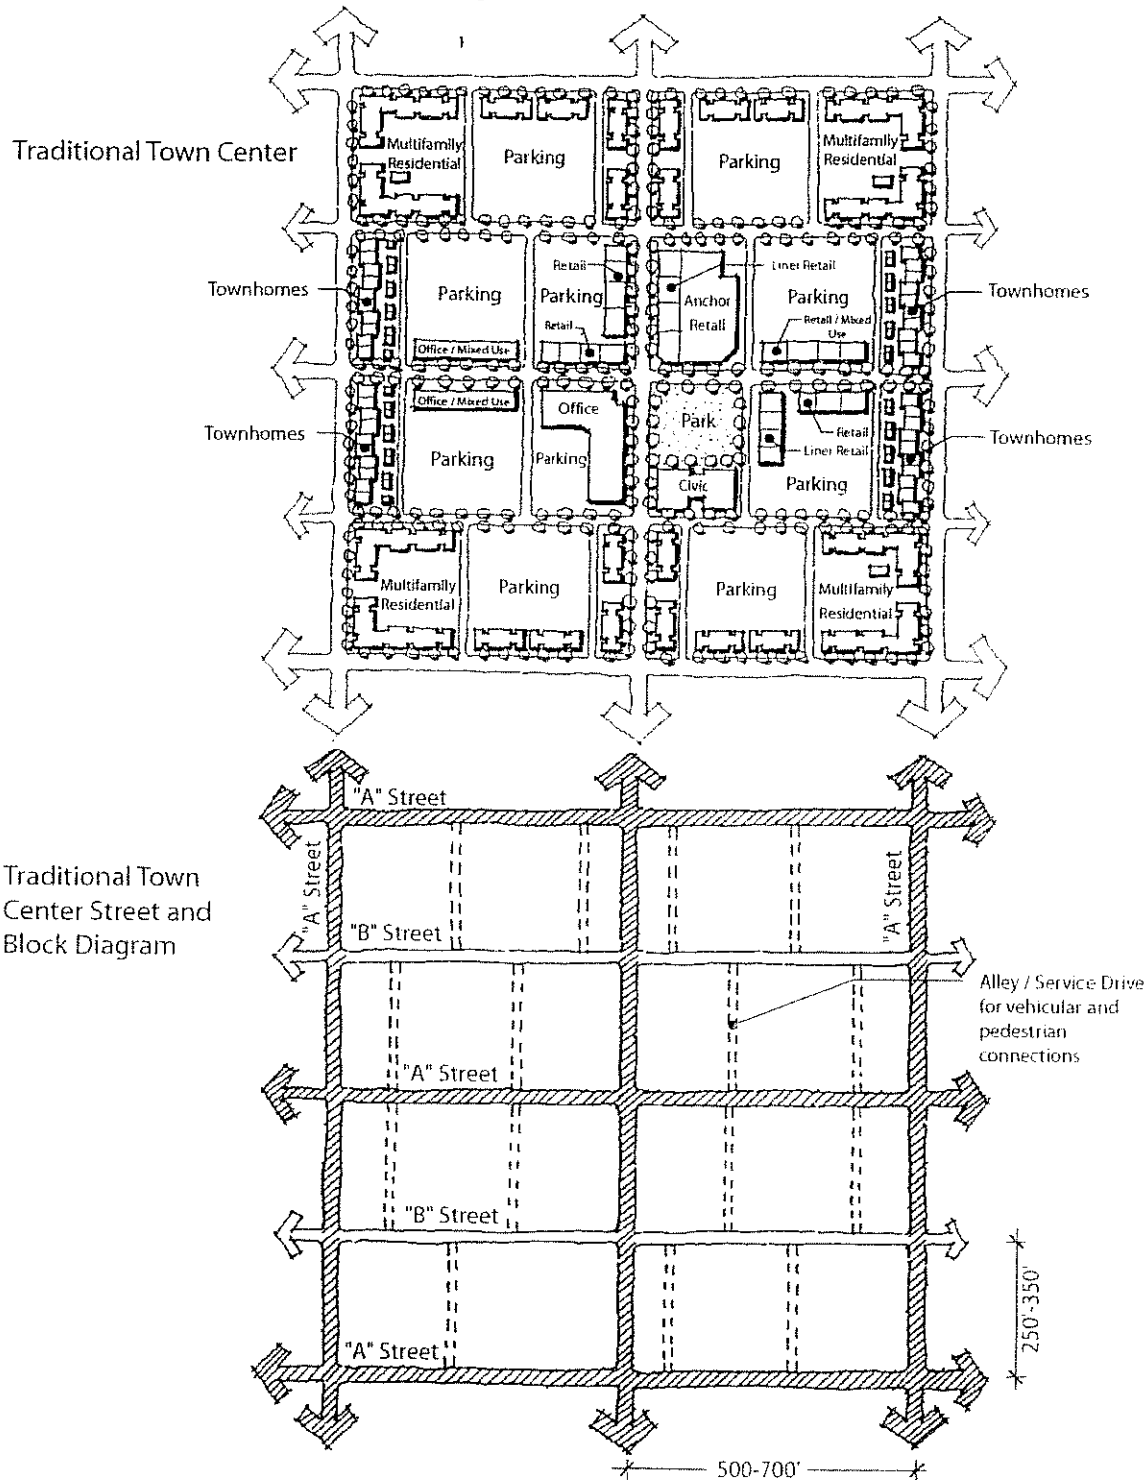 Traditional Town Center
Multifamily
Residential
Parking
Parking
Multifamily
Residential
Townhomes
Parking
Retail
Parking
Retail
Office / Mixed Use
Liner Retail
Anchor
Retail
Parking
Retail / Mixed
Use
Townhomes
Townhomes
Office / Mixed Use
Parking
Office
Parking
Park
Civic
Retail
Liner Retail
Parking
Townhomes
Multifamily
Residential
Parking
Parking
Multifamily
Residential
Traditional Town
Center Street and
Block Diagram
"A" Street
"A" Street
"A" Street
"B" Street
Alley / Service Drive
for vehicular and
pedestrian
connections
"A" Street
"B" Street
"A" Street
250'-350'
500-700'